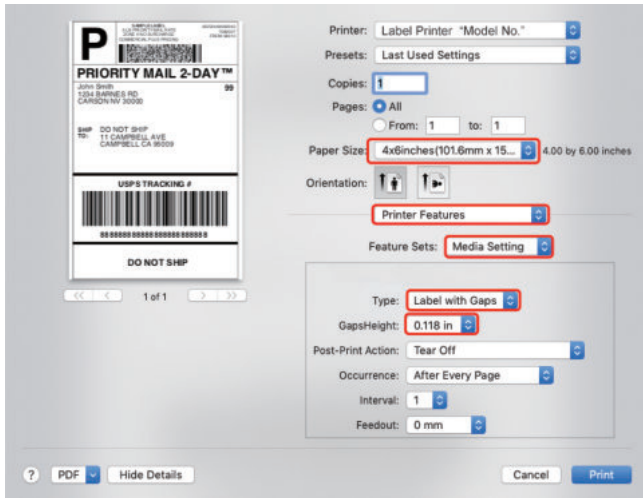 P
SAMPLE LABEL
PRIORITY MAIL 2-DAY™
John Smith
1234 BARNES RD
CARSON NV 30000
99
SHIP TO:
DO NOT SHIP
11 CAMPBELL AVE
CAMPBELL CA 95009
USPS TRACKING #
DO NOT SHIP
<< < 1 of 1 > >>
Printer: Label Printer "Model No."
Presets: Last Used Settings
Copies: 1
Pages: All
From: 1 to: 1
Paper Size: 4x6inches(101.6mm x 15... 4.00 by 6.00 inches
Orientation:
Printer Features
Feature Sets: Media Setting
Type: Label with Gaps
GapsHeight: 0.118 in
Post-Print Action: Tear Off
Occurrence: After Every Page
Interval: 1
Feedout: 0 mm
? PDF Hide Details Cancel Print